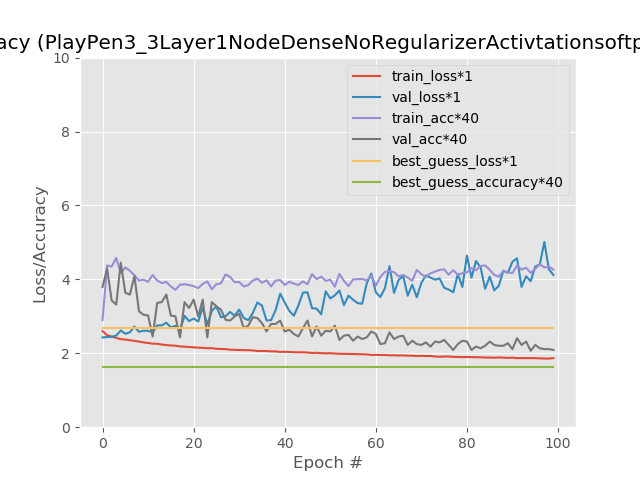 acy (PlayPen3_3Layer1NodeDenseNoRegularizerActivtationsoftp
10
8
6
4
2
0
Loss/Accuracy
train_loss*1
val_loss*1
train_acc*40
val_acc*40
best_guess_loss*1
best_guess_accuracy*40
0 20 40 60 80 100
Epoch #